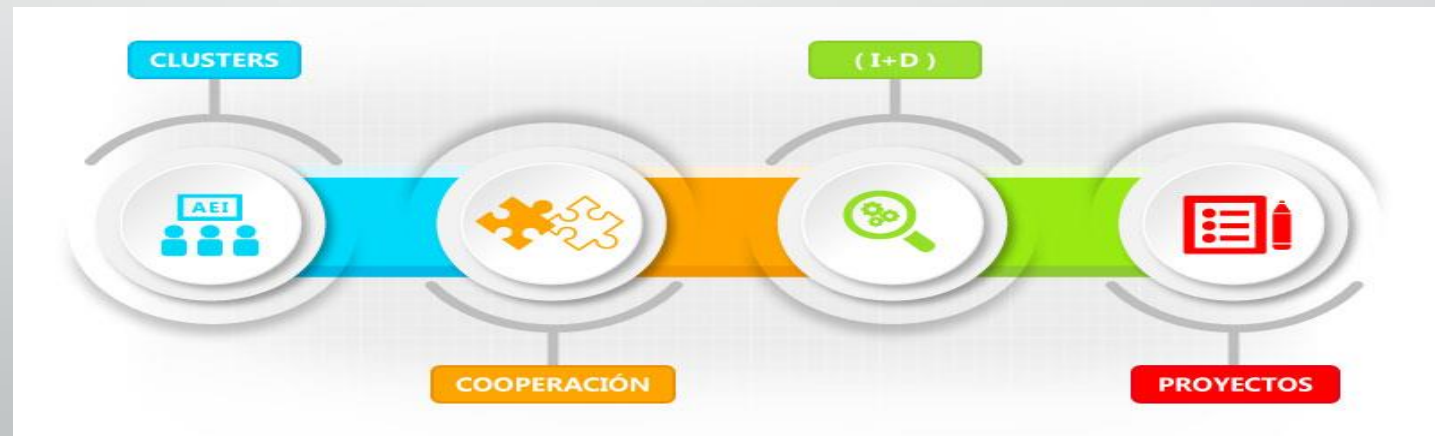 CLUSTERS
( I+D )
AEI
COOPERACIÓN
PROYECTOS